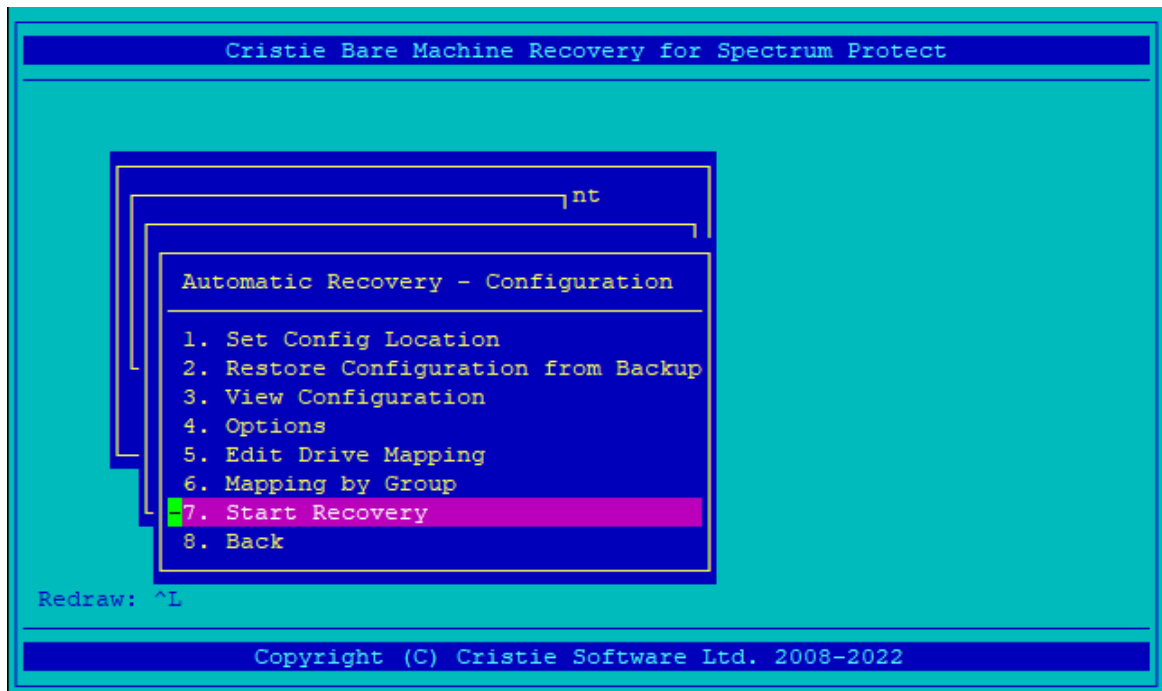 Cristie Bare Machine Recovery for Spectrum Protect
nt
Automatic Recovery - Configuration
1. Set Config Location
2. Restore Configuration from Backup
3. View Configuration
4. Options
5. Edit Drive Mapping
6. Mapping by Group
-7. Start Recovery
8. Back
Redraw: ^L
Copyright (C) Cristie Software Ltd. 2008-2022